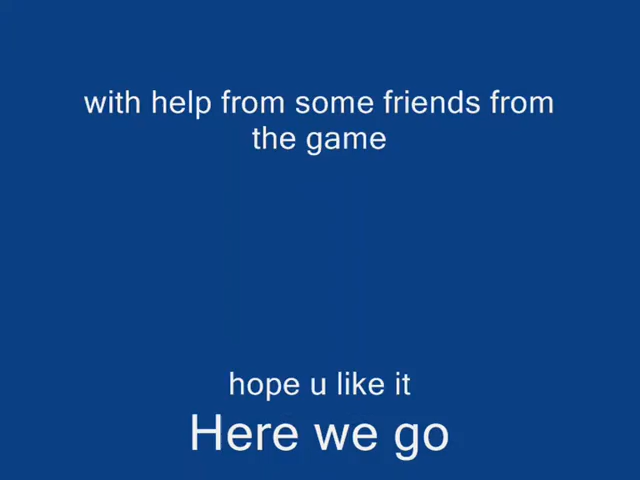 with help from some friends from
the game
hope u like it
Here we go